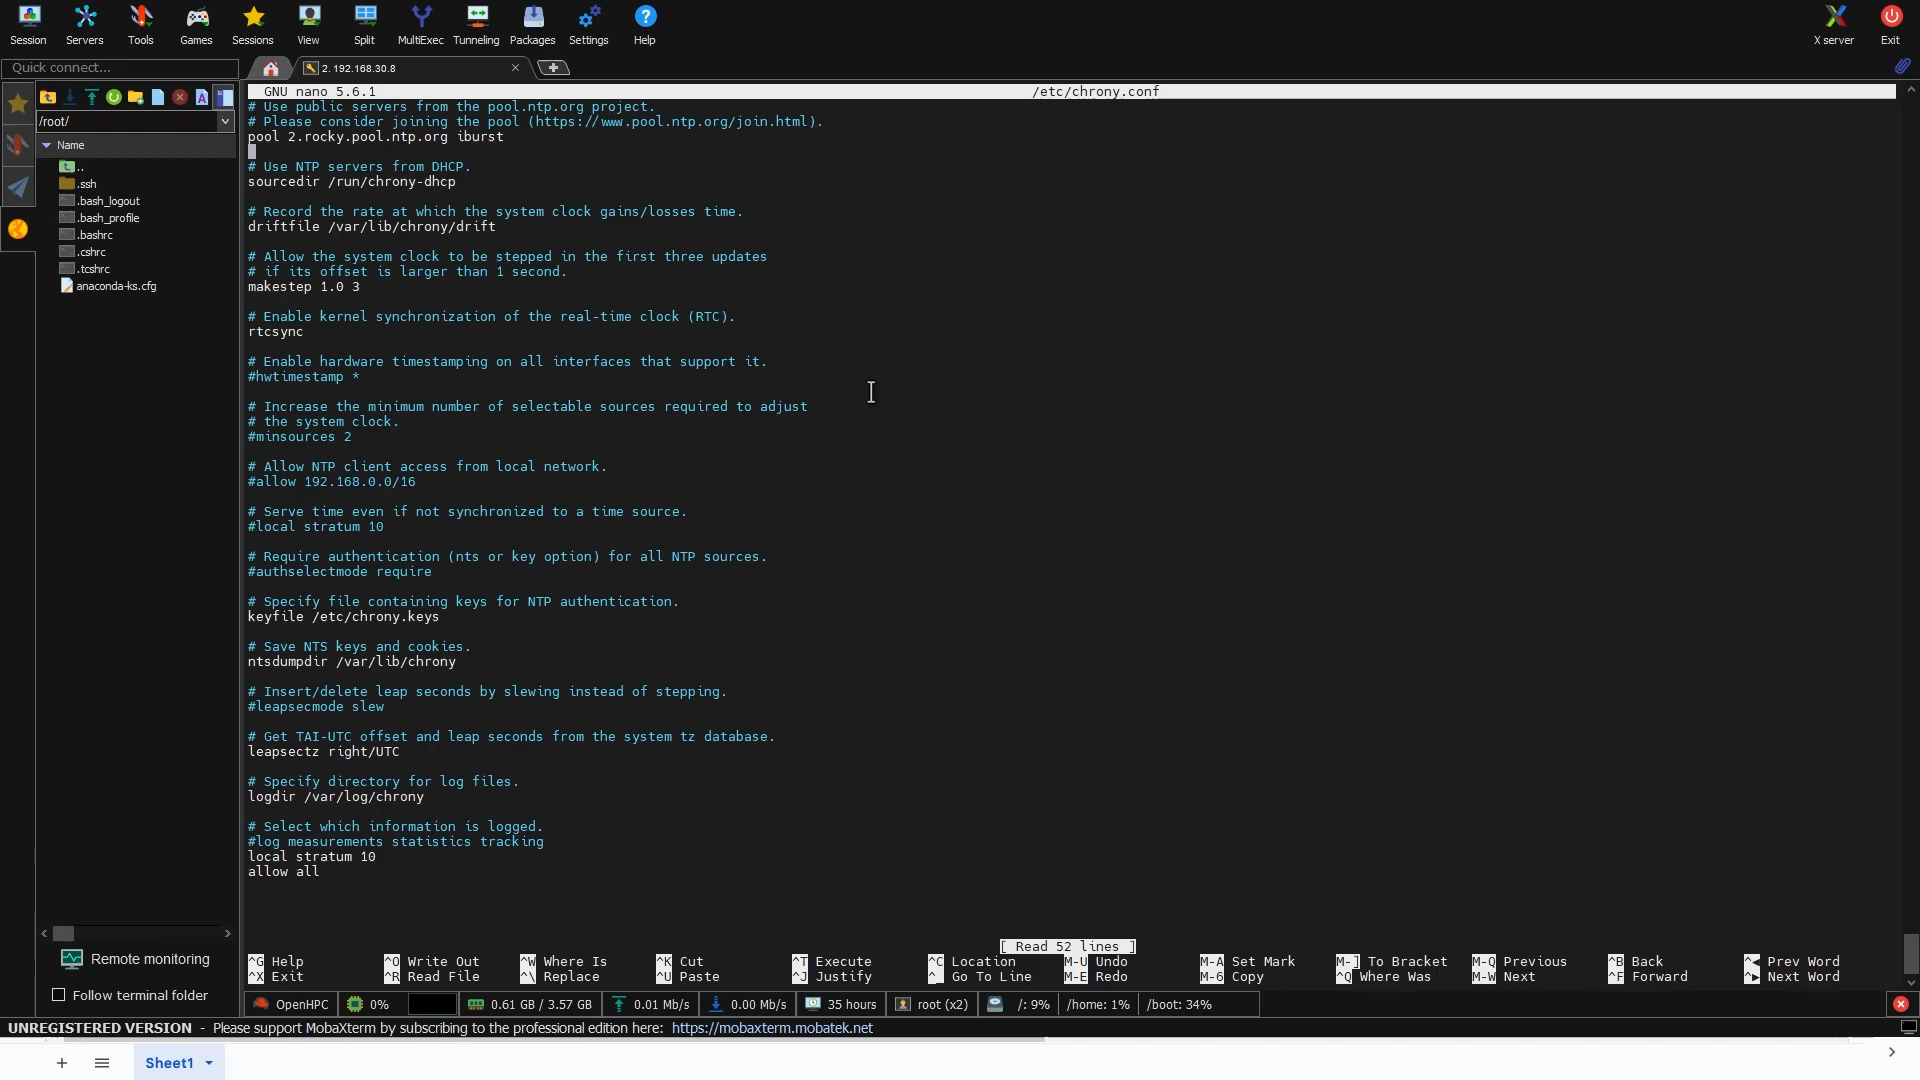 Session Servers Tools Games Sessions View Split MultiExec Tunneling Packages Settings Help X server Exit
Quick connect...
2. 192.168.30.8
/root/
Name
..
.ssh
.bash_logout
.bash_profile
.bashrc
.cshrc
.tcshrc
anaconda-ks.cfg
Remote monitoring
Follow terminal folder
GNU nano 5.6.1 /etc/chrony.conf
# Use public servers from the pool.ntp.org project.
# Please consider joining the pool (https://www.pool.ntp.org/join.html).
pool 2.rocky.pool.ntp.org iburst
# Use NTP servers from DHCP.
sourcedir /run/chrony-dhcp
# Record the rate at which the system clock gains/losses time.
driftfile /var/lib/chrony/drift
# Allow the system clock to be stepped in the first three updates
# if its offset is larger than 1 second.
makestep 1.0 3
# Enable kernel synchronization of the real-time clock (RTC).
rtcsync
# Enable hardware timestamping on all interfaces that support it.
#hwtimestamp *
# Increase the minimum number of selectable sources required to adjust
# the system clock.
#minsources 2
# Allow NTP client access from local network.
#allow 192.168.0.0/16
# Serve time even if not synchronized to a time source.
#local stratum 10
# Require authentication (nts or key option) for all NTP sources.
#authselectmode require
# Specify file containing keys for NTP authentication.
keyfile /etc/chrony.keys
# Save NTS keys and cookies.
ntsdumpdir /var/lib/chrony
# Insert/delete leap seconds by slewing instead of stepping.
#leapsecmode slew
# Get TAI-UTC offset and leap seconds from the system tz database.
leapsectz right/UTC
# Specify directory for log files.
logdir /var/log/chrony
# Select which information is logged.
#log measurements statistics tracking
local stratum 10
allow all
[ Read 52 lines ]
^G Help ^O Write Out ^W Where Is ^K Cut ^T Execute ^C Location M-U Undo M-A Set Mark M-] To Bracket M-Q Previous ^B Back ^◂ Prev Word
^X Exit ^R Read File ^\ Replace ^U Paste ^J Justify ^_ Go To Line M-E Redo M-6 Copy ^Q Where Was M-W Next ^F Forward ^▸ Next Word
OpenHPC 0% 0.61 GB / 3.57 GB 0.01 Mb/s 0.00 Mb/s 35 hours root (x2) /: 9% /home: 1% /boot: 34%
UNREGISTERED VERSION - Please support MobaXterm by subscribing to the professional edition here: https://mobaxterm.mobatek.net
Sheet1